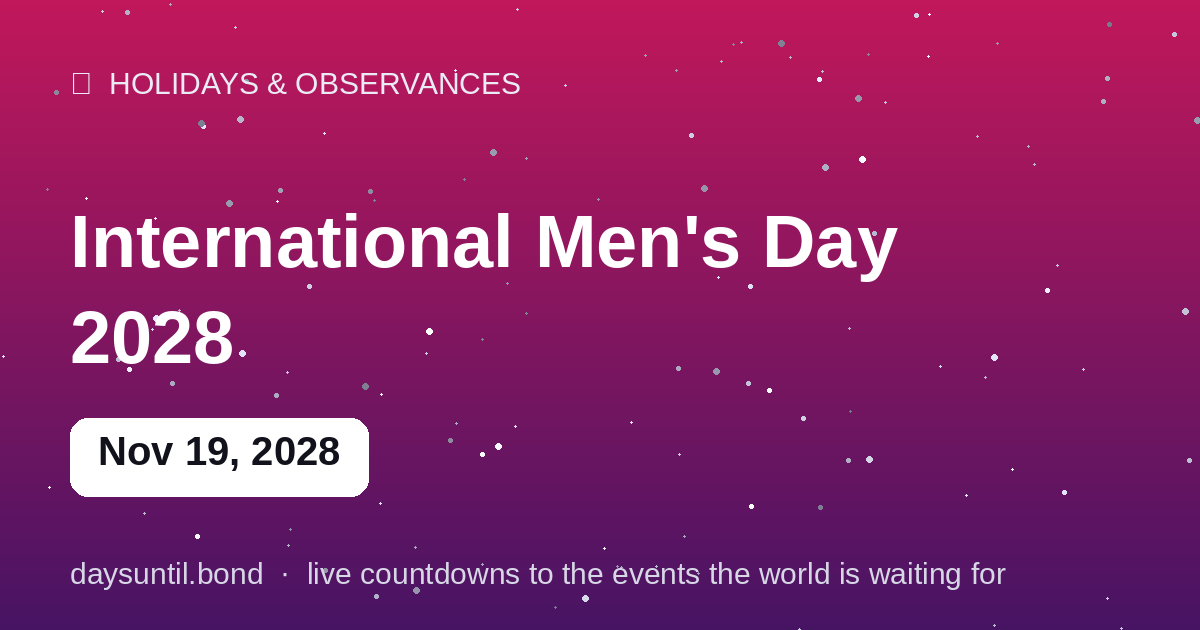 HOLIDAYS & OBSERVANCES
International Men's Day
2028
Nov 19, 2028
daysuntil.bond · live countdowns to the events the world is waiting for